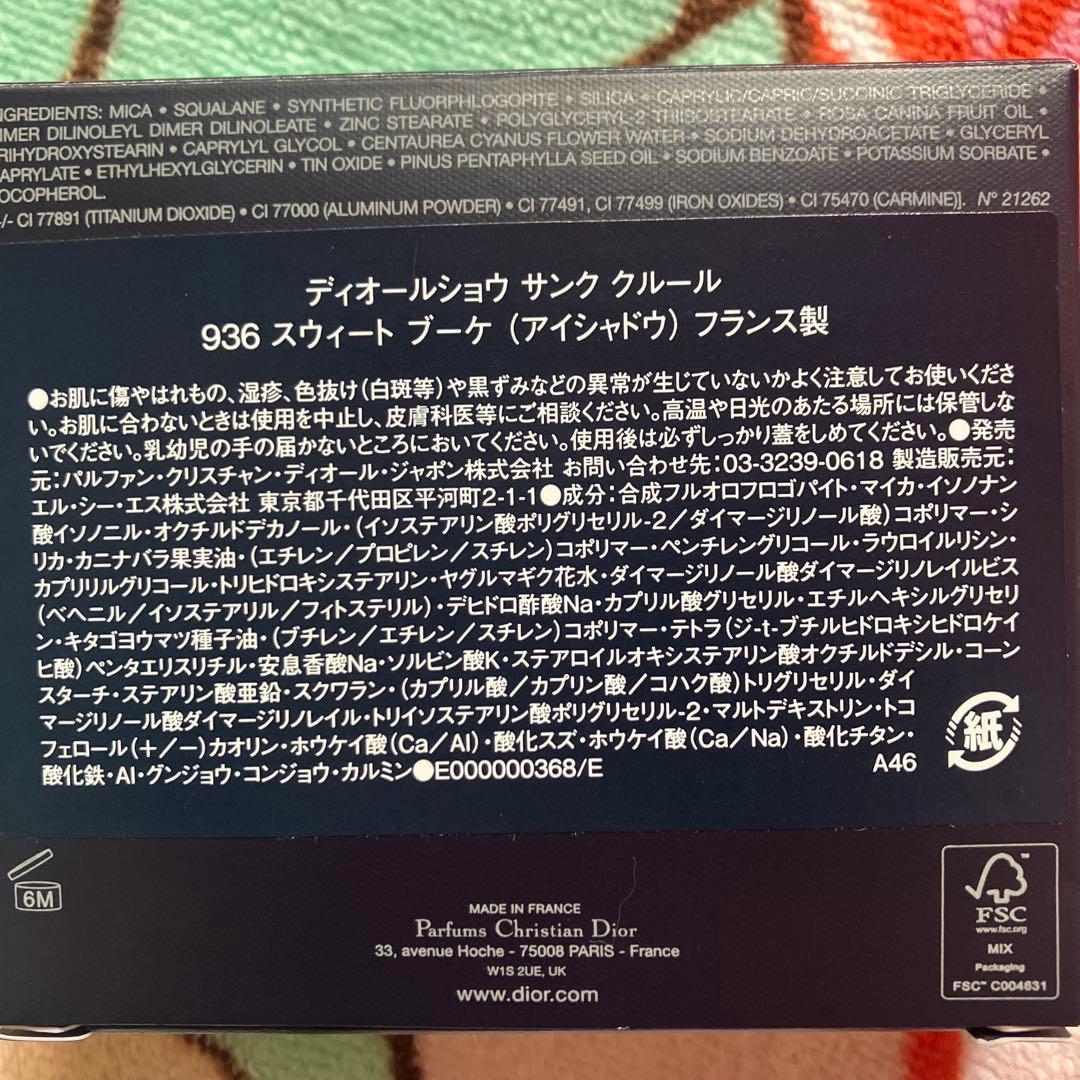 NGREDIENTS: MICA • SQUALANE • SYNTHETIC FLUORPHLOGOPITE • SILICA • CAPRYLIC/CAPRIC/SUCCINIC TRIGLYCERIDE •
IMER DILINOLEYL DIMER DILINOLEATE • ZINC STEARATE • POLYGLYCERYL-2 TRIISOSTEARATE • ROSA CANINA FRUIT OIL •
RIHYDROXYSTEARIN • CAPRYLYL GLYCOL • CENTAUREA CYANUS FLOWER WATER • SODIUM DEHYDROACETATE • GLYCERYL
APRYLATE • ETHYLHEXYLGLYCERIN • TIN OXIDE • PINUS PENTAPHYLLA SEED OIL • SODIUM BENZOATE • POTASSIUM SORBATE •
OCOPHEROL.
/- CI 77891 (TITANIUM DIOXIDE) • CI 77000 (ALUMINUM POWDER) • CI 77491, CI 77499 (IRON OXIDES) • CI 75470 (CARMINE)]. N° 21262
ディオールショウ サンク クルール
936 スウィート ブーケ (アイシャドウ) フランス製
●お肌に傷やはれもの、湿疹、色抜け(白斑等)や黒ずみなどの異常が生じていないかよく注意してお使いくださ
い。お肌に合わないときは使用を中止し、皮膚科医等にご相談ください。高温や日光のあたる場所には保管しな
いでください。乳幼児の手の届かないところにおいてください。使用後は必ずしっかり蓋をしめてください。●発売
元:パルファン・クリスチャン・ディオール・ジャポン株式会社 お問い合わせ先:03-3239-0618 製造販売元:
エル・シー・エス株式会社 東京都千代田区平河町2-1-1●成分:合成フルオロフロゴパイト・マイカ・イソノナン
酸イソノニル・オクチルドデカノール・(イソステアリン酸ポリグリセリル-2/ダイマージリノール酸)コポリマー・シ
リカ・カニナバラ果実油・(エチレン/プロピレン/スチレン)コポリマー・ペンチレングリコール・ラウロイルリシン・
カプリリルグリコール・トリヒドロキシステアリン・ヤグルマギク花水・ダイマージリノール酸ダイマージリノレイルビス
(ベヘニル/イソステアリル/フィトステリル)・デヒドロ酢酸Na・カプリル酸グリセリル・エチルヘキシルグリセリ
ン・キタゴヨウマツ種子油・(ブチレン/エチレン/スチレン)コポリマー・テトラ(ジ-t-ブチルヒドロキシヒドロケイ
ヒ酸)ペンタエリスリチル・安息香酸Na・ソルビン酸K・ステアロイルオキシステアリン酸オクチルドデシル・コーン
スターチ・ステアリン酸亜鉛・スクワラン・(カプリル酸/カプリン酸/コハク酸)トリグリセリル・ダイ
マージリノール酸ダイマージリノレイル・トリイソステアリン酸ポリグリセリル-2・マルトデキストリン・トコ
フェロール(+/−)カオリン・ホウケイ酸(Ca/Al)・酸化スズ・ホウケイ酸(Ca/Na)・酸化チタン・
酸化鉄・Al・グンジョウ・コンジョウ・カルミン●E000000368/E
A46
紙
6M
MADE IN FRANCE
Parfums Christian Dior
33, avenue Hoche - 75008 PARIS - France
W1S 2UE, UK
www.dior.com
FSC
www.fsc.org
MIX
Packaging
FSC™ C004631